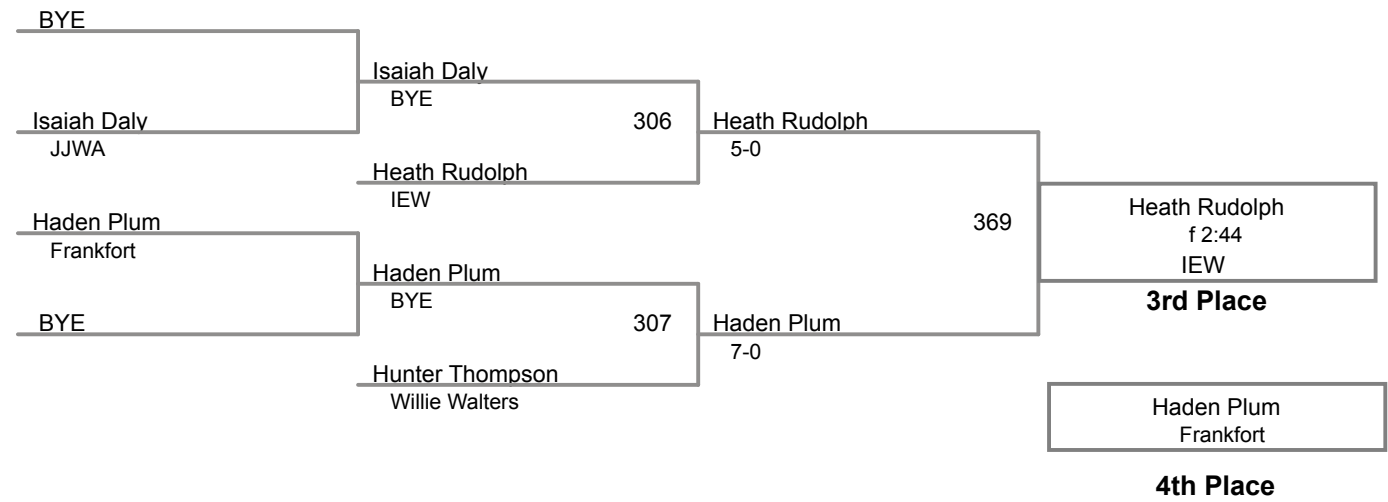 BYE
Isaiah Daly
BYE
Isaiah Daly
JJWA
306
Heath Rudolph
5-0
Heath Rudolph
IEW
Haden Plum
Frankfort
369
Heath Rudolph
f 2:44
IEW
3rd Place
Haden Plum
BYE
BYE
307
Haden Plum
7-0
Hunter Thompson
Willie Walters
Haden Plum
Frankfort
4th Place